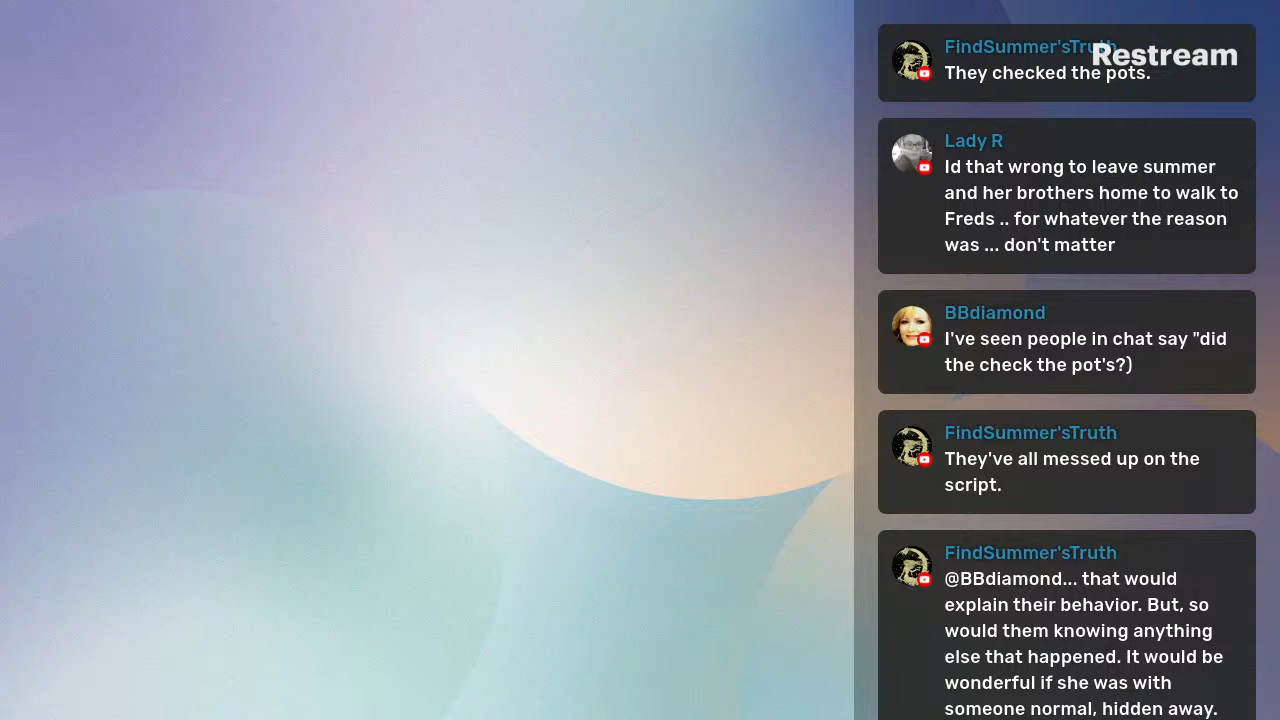 FindSummer'sTruth
Restream
They checked the pots.
Lady R
Id that wrong to leave summer
and her brothers home to walk to
Freds .. for whatever the reason
was ... don't matter
BBdiamond
I've seen people in chat say "did
the check the pot's?)
FindSummer'sTruth
They've all messed up on the
script.
FindSummer'sTruth
@BBdiamond... that would
explain their behavior. But, so
would them knowing anything
else that happened. It would be
wonderful if she was with
someone normal, hidden away.